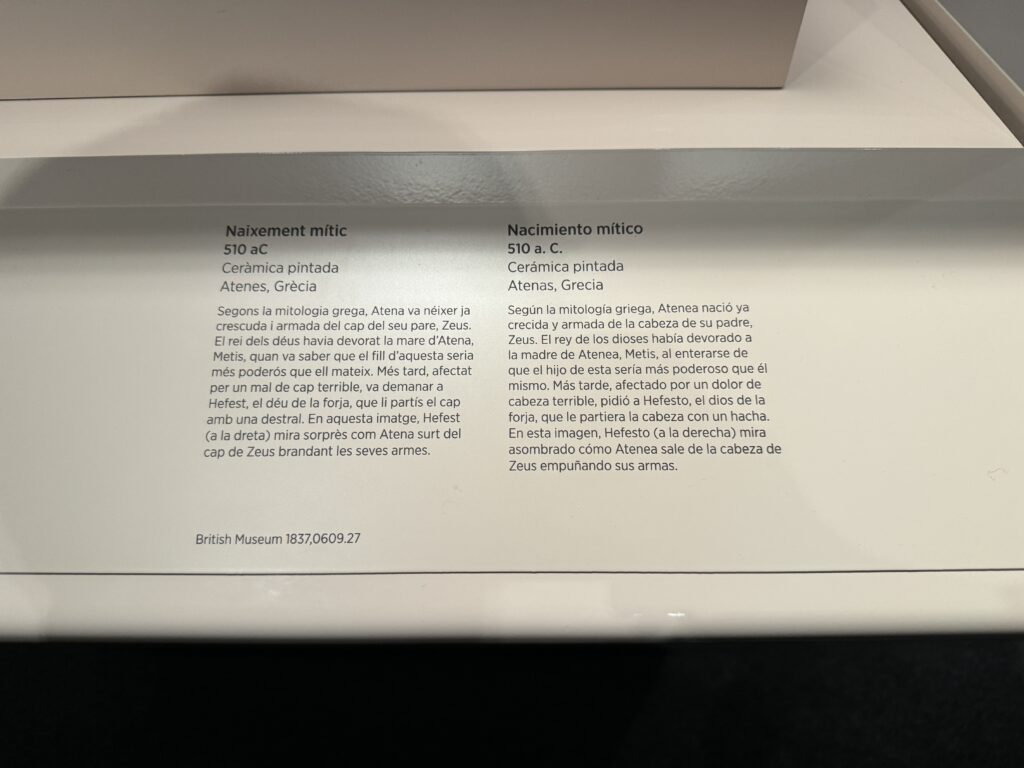 Naixement mític
510 aC
Ceràmica pintada
Atenes, Grècia
Segons la mitologia grega, Atena va néixer ja
crescuda i armada del cap del seu pare, Zeus.
El rei dels déus havia devorat la mare d'Atena,
Metis, quan va saber que el fill d'aquesta seria
més poderós que ell mateix. Més tard, afectat
per un mal de cap terrible, va demanar a
Hefest, el déu de la forja, que li partís el cap
amb una destral. En aquesta imatge, Hefest
(a la dreta) mira sorprès com Atena surt del
cap de Zeus brandant les seves armes.
British Museum 1837,0609.27
Nacimiento mítico
510 a. C.
Cerámica pintada
Atenas, Grecia
Según la mitología griega, Atenea nació ya
crecida y armada de la cabeza de su padre,
Zeus. El rey de los dioses había devorado a
la madre de Atenea, Metis, al enterarse de
que el hijo de esta sería más poderoso que él
mismo. Más tarde, afectado por un dolor de
cabeza terrible, pidió a Hefesto, el dios de la
forja, que le partiera la cabeza con un hacha.
En esta imagen, Hefesto (a la derecha) mira
asombrado cómo Atenea sale de la cabeza de
Zeus empuñando sus armas.